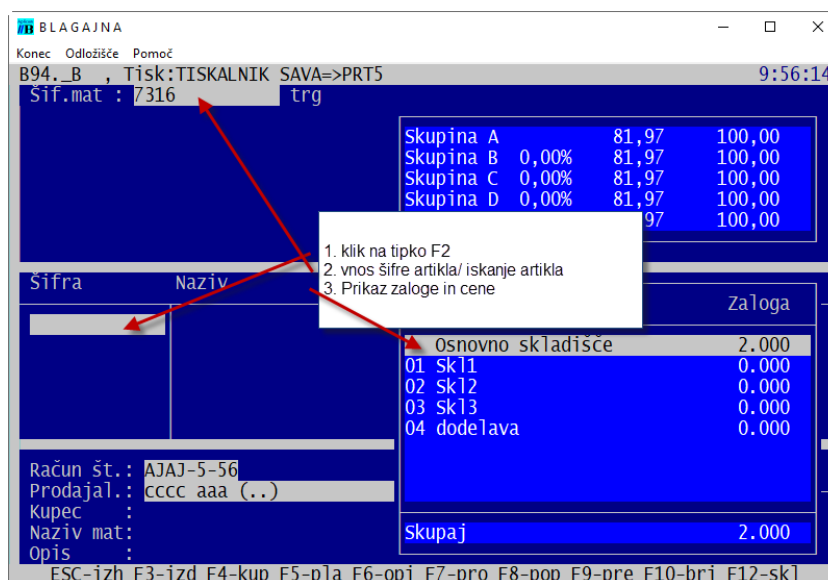 BLAGAJNA
Konec Odložišče Pomoč
B94._B , Tisk:TISKALNIK SAVA=>PRT5 9:56:14
Šif.mat : 7316 trg
Skupina A 81,97 100,00
Skupina B 0,00% 81,97 100,00
Skupina C 0,00% 81,97 100,00
Skupina D 0,00% 81,97 100,00
97 100,00
1. klik na tipko F2
2. vnos šifre artikla/ iskanje artikla
3. Prikaz zaloge in cene
Šifra Naziv
Zaloga
Osnovno skladišče 2.000
01 Skl1 0.000
02 Skl2 0.000
03 Skl3 0.000
04 dodelava 0.000
Račun št.: AJAJ-5-56
Prodajal.: cccc aaa (..)
Kupec :
Naziv mat:
Opis :
Skupaj 2.000
ESC-izh F3-izd F4-kup F5-pla F6-opi F7-pro F8-pop F9-pre F10-bri F12-skl